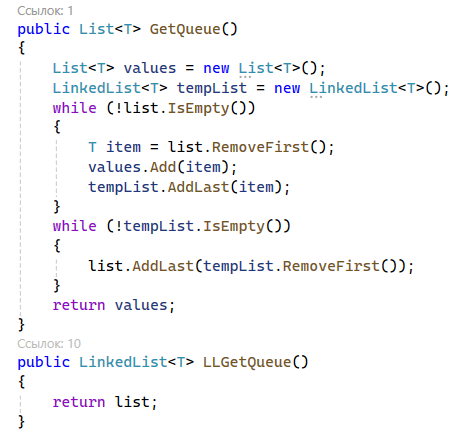 Ссылок: 1
public List<T> GetQueue()
{
    List<T> values = new List<T>();
    LinkedList<T> tempList = new LinkedList<T>();
    while (!list.IsEmpty())
    {
        T item = list.RemoveFirst();
        values.Add(item);
        tempList.AddLast(item);
    }
    while (!tempList.IsEmpty())
    {
        list.AddLast(tempList.RemoveFirst());
    }
    return values;
}
Ссылок: 10
public LinkedList<T> LLGetQueue()
{
    return list;
}